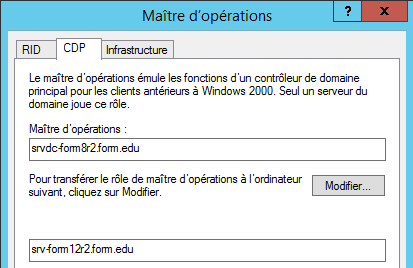 Maître d'opérations
? x
RID CDP Infrastructure
Le maître d'opérations émule les fonctions d'un contrôleur de domaine
principal pour les clients antérieurs à Windows 2000. Seul un serveur du
domaine joue ce rôle.
Maître d'opérations :
srvdc-form8r2.form.edu
Pour transférer le rôle de maître d'opérations à l'ordinateur
suivant, cliquez sur Modifier.
Modifier...
srv-form12r2.form.edu